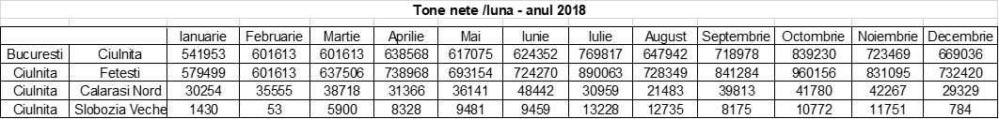 Tone nete /luna - anul 2018
Ianuarie Februarie Martie Aprilie Mai Iunie Iulie August Septembrie Octombrie Noiembrie Decembrie
Bucuresti Ciulnita 541953 601613 601613 638568 617075 624352 769817 647942 718978 839230 723469 669036
Ciulnita Fetesti 579499 601613 637506 738968 693154 724270 890063 728349 841284 960156 831095 732420
Ciulnita Calarasi Nord 30254 35555 38718 31366 36141 48442 30959 21483 39813 41780 42267 29329
Ciulnita Slobozia Veche 1430 53 5900 8328 9481 9459 13228 12735 8175 10772 11751 784